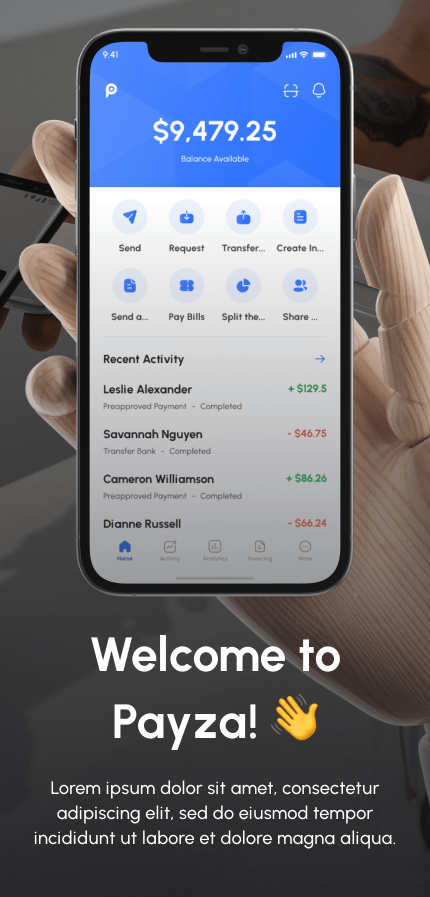 9:41
$9,479.25
Balance Available
Send Request Transfer... Create In...
Send a... Pay Bills Split the... Share ...
Recent Activity
Leslie Alexander + $129.5
Preapproved Payment - Completed
Savannah Nguyen - $46.75
Transfer Bank - Completed
Cameron Williamson + $86.26
Preapproved Payment - Completed
Dianne Russell - $66.24
Home Activity Analytics Invoicing More
Welcome to
Payza! 👋
Lorem ipsum dolor sit amet, consectetur
adipiscing elit, sed do eiusmod tempor
incididunt ut labore et dolore magna aliqua.